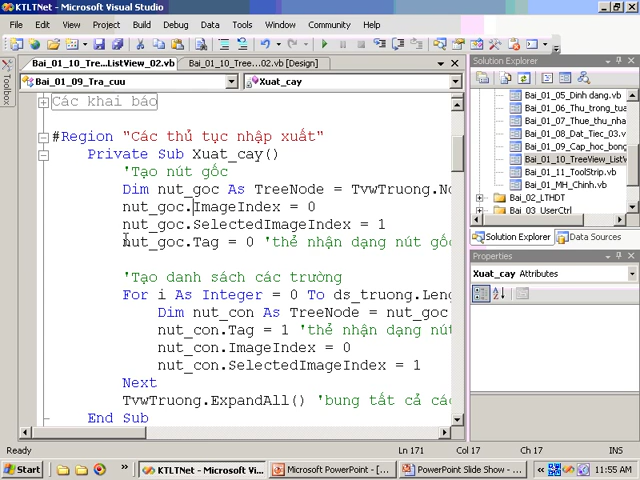 KTLTNet - Microsoft Visual Studio
File Edit View Project Build Debug Data Tools Window Community Help
Bai_01_10_Tree...ListView_02.vb Bai_01_10_Tree...02.vb [Design]
Bai_01_09_Tra_cuu Xuat_cay
Toolbox
Các khai báo
#Region "Các thủ tục nhập xuất"
Private Sub Xuat_cay()
'Tạo nút gốc
Dim nut_goc As TreeNode = TvwTruong.No
nut_goc.ImageIndex = 0
nut_goc.SelectedImageIndex = 1
nut_goc.Tag = 0 'thẻ nhận dạng nút gốc
'Tạo danh sách các trường
For i As Integer = 0 To ds_truong.Leng
Dim nut_con As TreeNode = nut_goc
nut_con.Tag = 1 'thẻ nhận dạng nút
nut_con.ImageIndex = 0
nut_con.SelectedImageIndex = 1
Next
TvwTruong.ExpandAll() 'bung tất cả các
End Sub
Solution Explorer
Bai_01_05_Dinh dang.vb
Bai_01_06_Thu_trong_tua
Bai_01_07_Thue_thu_nha
Bai_01_08_Dat_Tiec_03.vb
Bai_01_09_Cap_hoc_bong
Bai_01_10_TreeView_ListV
Bai_01_11_ToolStrip.vb
Bai_01_MH_Chinh.vb
Bai_02_LTHDT
Bai_03_UserCtrl
Solution Explorer Data Sources
Properties
Xuat_cay Attributes
Ready Ln 171 Col 17 Ch 17 INS
Start » KTLTNet - Microsoft Vi... Microsoft PowerPoint - [... PowerPoint Slide Show - ... « 11:55 AM